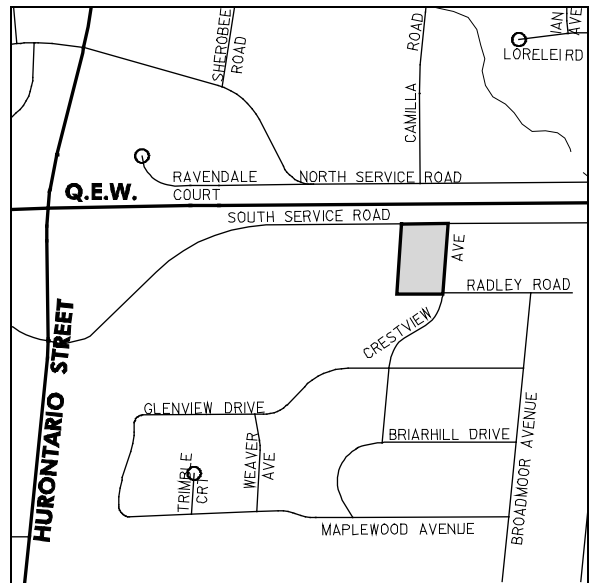 SHEROBEE
ROAD
CAMILLA ROAD
IAN
AVE
LORELEI RD
RAVENDALE
COURT
NORTH SERVICE ROAD
Q.E.W.
SOUTH SERVICE ROAD
CRESTVIEW AVE
RADLEY ROAD
HURONTARIO STREET
GLENVIEW DRIVE
BRIARHILL DRIVE
BROADMOOR AVENUE
TRIMBLE
CRT
WEAVER
AVE
MAPLEWOOD AVENUE